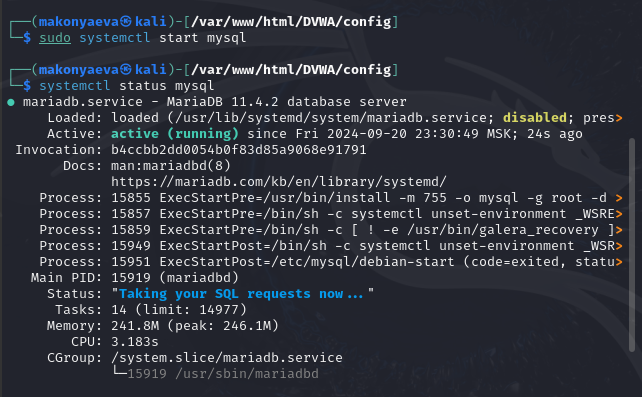 ┌──(makonyaeva㉿kali)-[/var/www/html/DVWA/config]
└─$ sudo systemctl start mysql
┌──(makonyaeva㉿kali)-[/var/www/html/DVWA/config]
└─$ systemctl status mysql
● mariadb.service - MariaDB 11.4.2 database server
Loaded: loaded (/usr/lib/systemd/system/mariadb.service; disabled; pres>
Active: active (running) since Fri 2024-09-20 23:30:49 MSK; 24s ago
Invocation: b4ccbb2dd0054b0f83d85a9068e91791
Docs: man:mariadbd(8)
https://mariadb.com/kb/en/library/systemd/
Process: 15855 ExecStartPre=/usr/bin/install -m 755 -o mysql -g root -d >
Process: 15857 ExecStartPre=/bin/sh -c systemctl unset-environment _WSRE>
Process: 15859 ExecStartPre=/bin/sh -c [ ! -e /usr/bin/galera_recovery ]>
Process: 15949 ExecStartPost=/bin/sh -c systemctl unset-environment _WSR>
Process: 15951 ExecStartPost=/etc/mysql/debian-start (code=exited, statu>
Main PID: 15919 (mariadbd)
Status: "Taking your SQL requests now..."
Tasks: 14 (limit: 14977)
Memory: 241.8M (peak: 246.1M)
CPU: 3.183s
CGroup: /system.slice/mariadb.service
└─15919 /usr/sbin/mariadbd